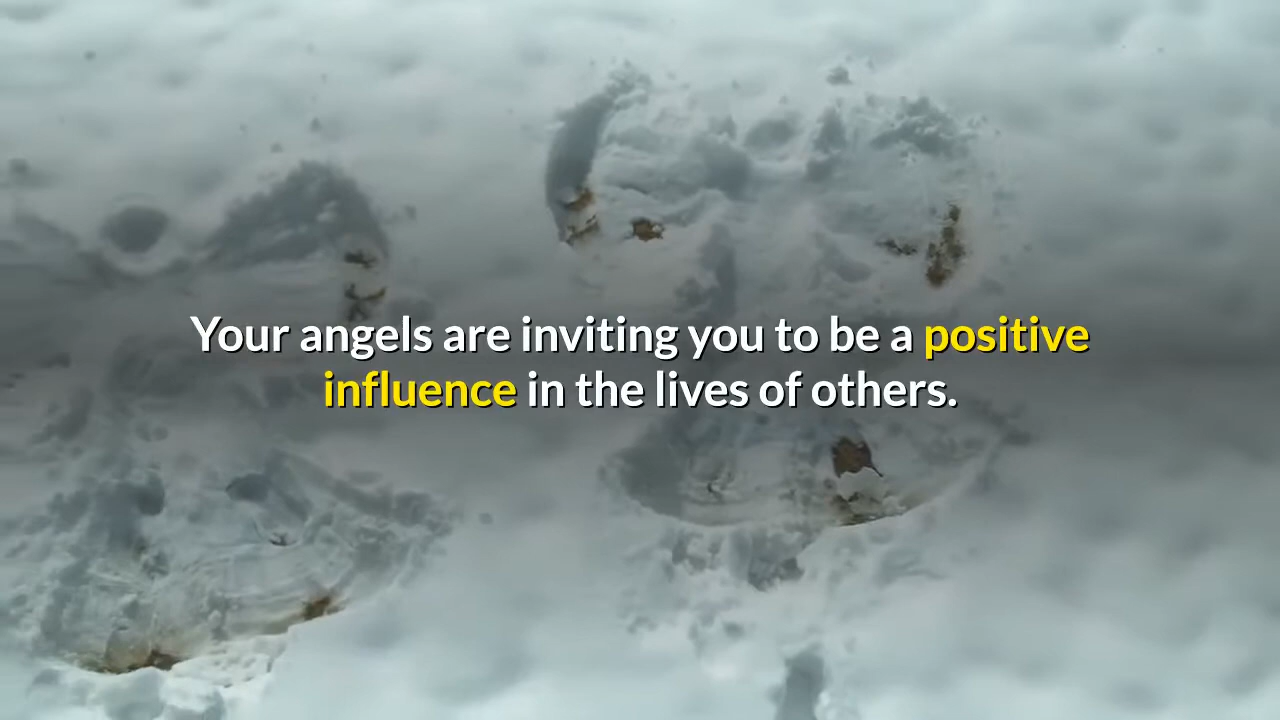 Your angels are inviting you to be a positive
influence in the lives of others.